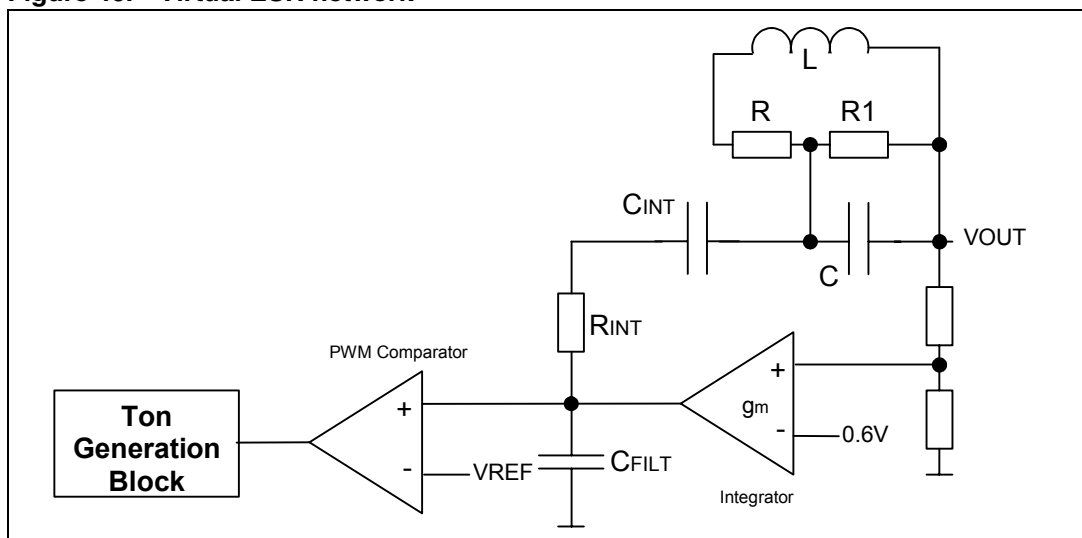 L
R R1
CINT
VOUT
C
RINT
PWM Comparator
+
gm
-
0.6V
Ton
Generation
Block
+
-
VREF
CFILT
Integrator